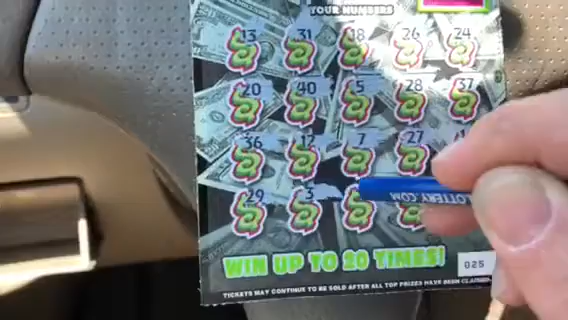 YOUR NUMBERS
13 31 18 26 24
20 40 5 28 37
36 12 7 27
29 3
LOTTERY.COM
WIN UP TO 20 TIMES!
025
TICKETS MAY CONTINUE TO BE SOLD AFTER ALL TOP PRIZES HAVE BEEN CLAIMED